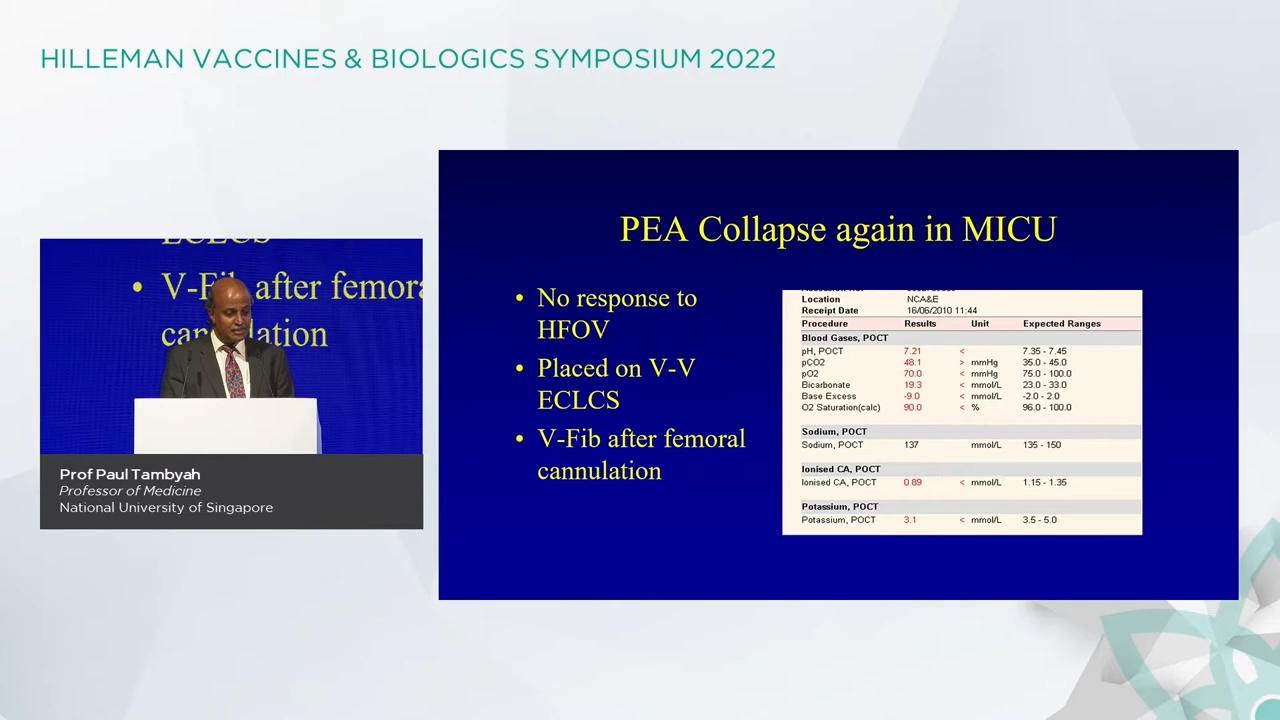 HILLEMAN VACCINES & BIOLOGICS SYMPOSIUM 2022
ECLCS
• V-Fib after femora
cannulation
Prof Paul Tambyah
Professor of Medicine
National University of Singapore
PEA Collapse again in MICU
• No response to
HFOV
• Placed on V-V
ECLCS
• V-Fib after femoral
cannulation
Location NCA&E
Receipt Date 16/06/2010 11:44
Procedure Results Unit Expected Ranges
Blood Gases, POCT
pH, POCT 7.21 < 7.35 - 7.45
pCO2 48.1 > mmHg 35.0 - 45.0
pO2 70.0 < mmHg 75.0 - 100.0
Bicarbonate 19.3 < mmol/L 23.0 - 33.0
Base Excess -9.0 < mmol/L -2.0 - 2.0
O2 Saturation(calc) 90.0 < % 96.0 - 100.0
Sodium, POCT
Sodium, POCT 137 mmol/L 135 - 150
Ionised CA, POCT
Ionised CA, POCT 0.89 < mmol/L 1.15 - 1.35
Potassium, POCT
Potassium, POCT 3.1 < mmol/L 3.5 - 5.0